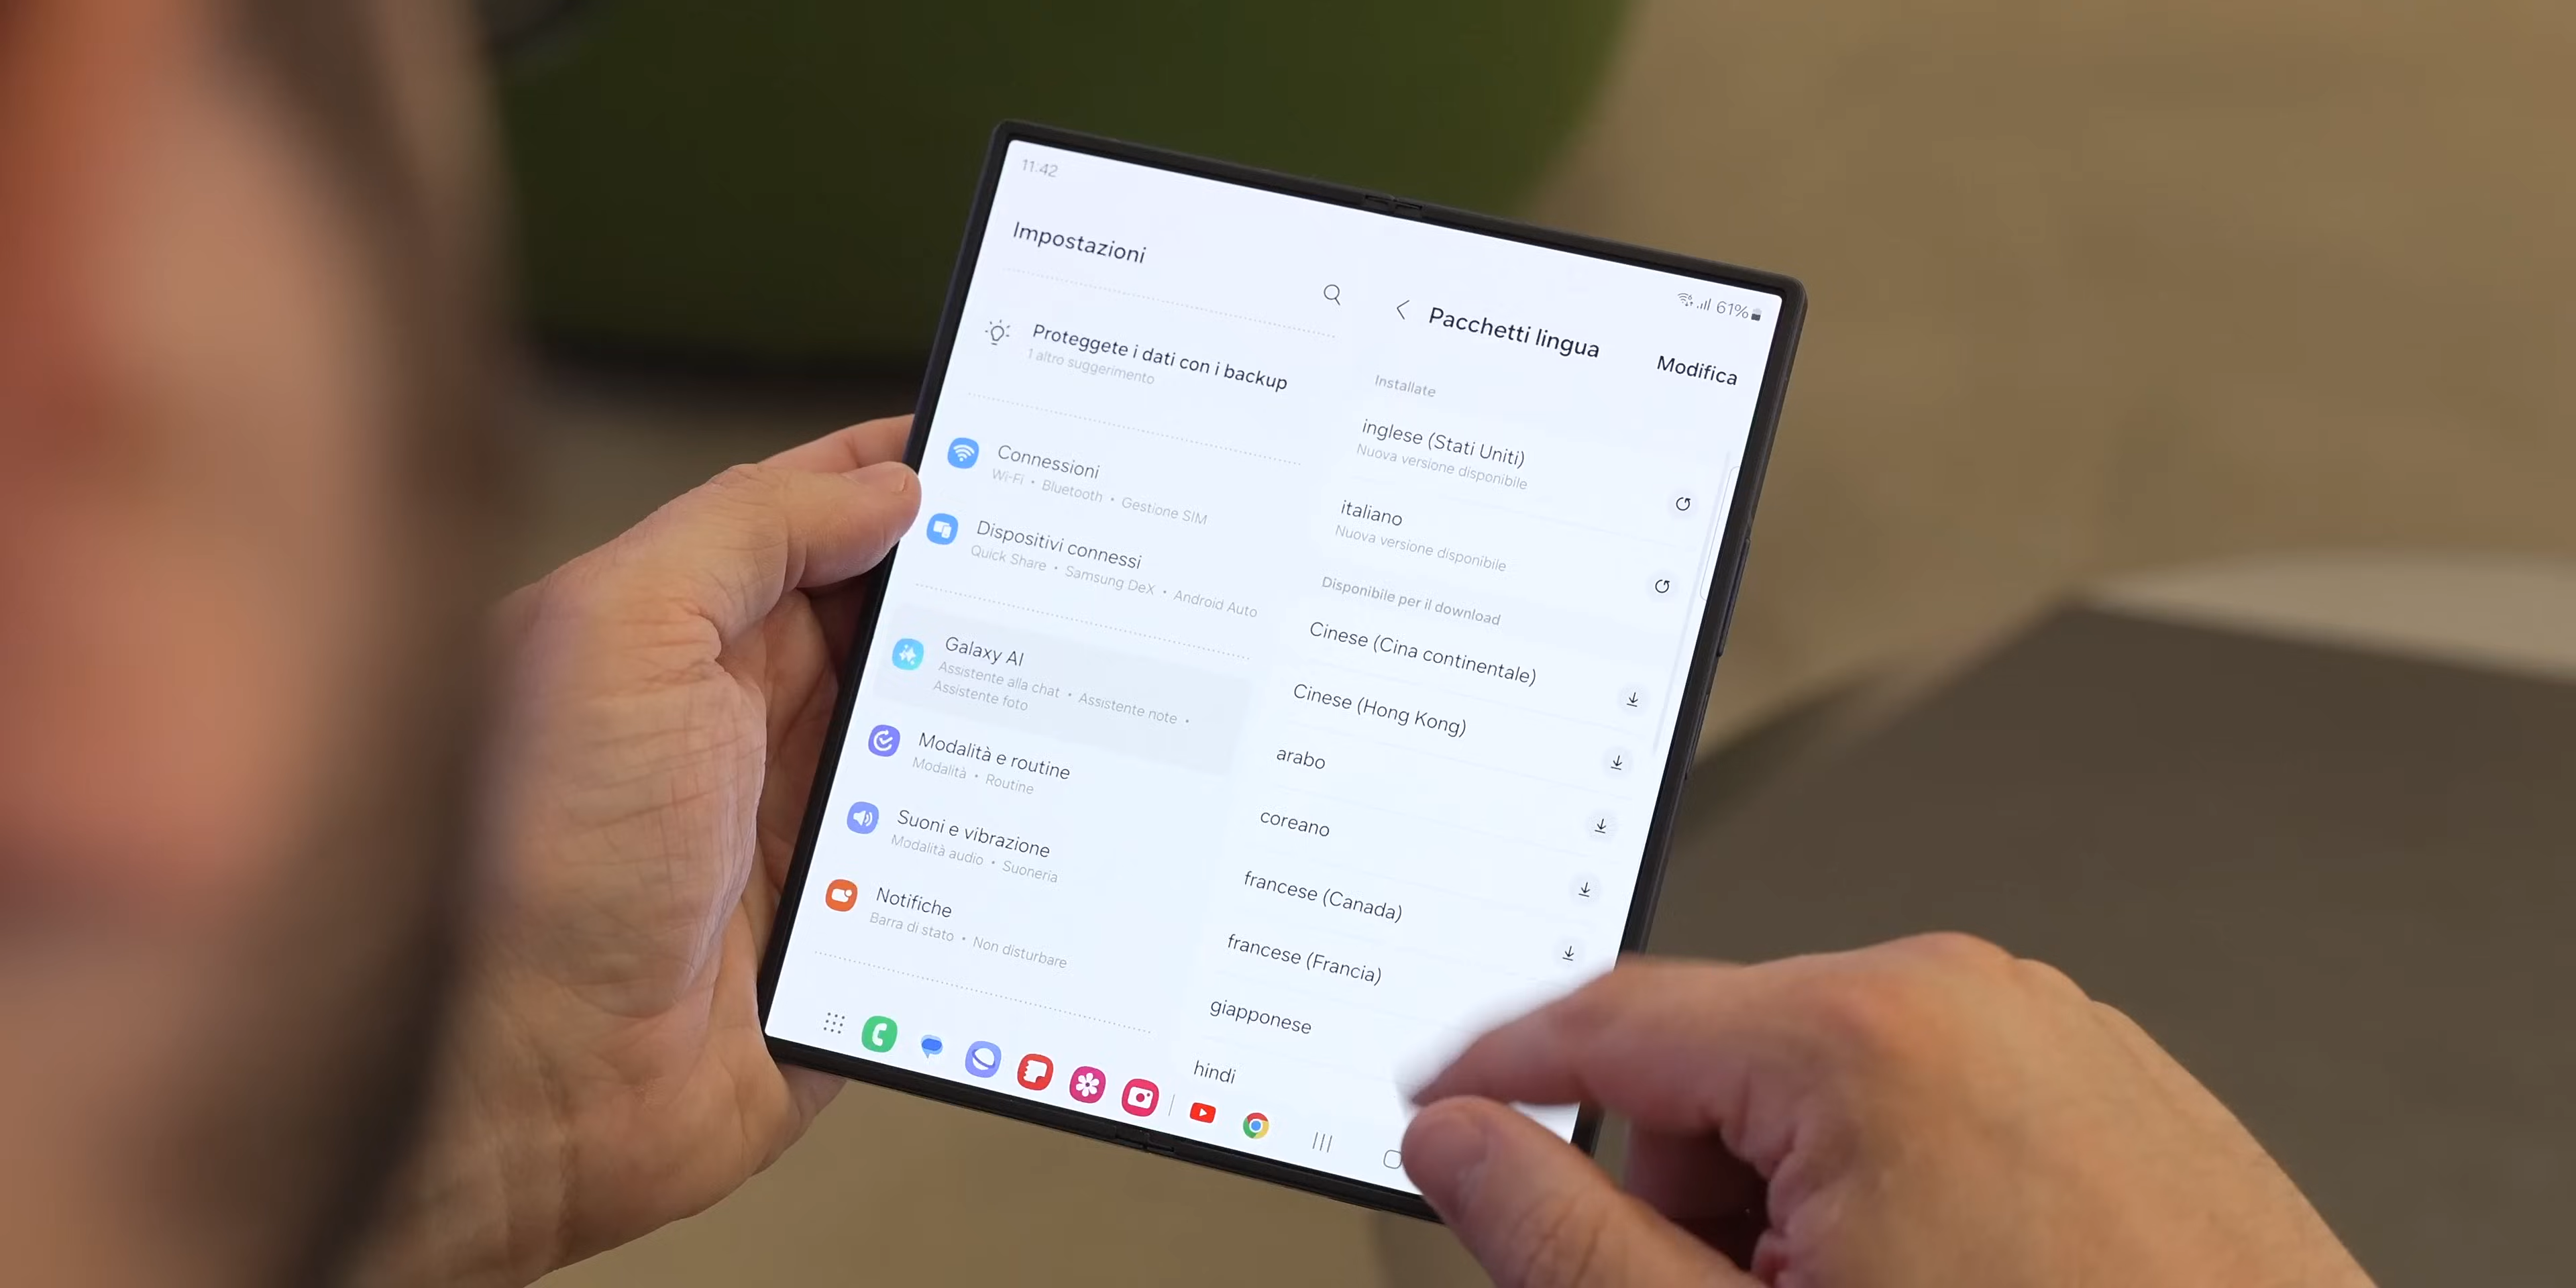 11:42
61%
Impostazioni
Proteggete i dati con i backup
1 altro suggerimento
Connessioni
Wi-Fi • Bluetooth • Gestione SIM
Dispositivi connessi
Quick Share • Samsung DeX • Android Auto
Galaxy AI
Assistente alla chat • Assistente note •
Assistente foto
Modalità e routine
Modalità • Routine
Suoni e vibrazione
Modalità audio • Suoneria
Notifiche
Barra di stato • Non disturbare
Pacchetti lingua
Modifica
Installate
inglese (Stati Uniti)
Nuova versione disponibile
italiano
Nuova versione disponibile
Disponibile per il download
Cinese (Cina continentale)
Cinese (Hong Kong)
arabo
coreano
francese (Canada)
francese (Francia)
giapponese
hindi